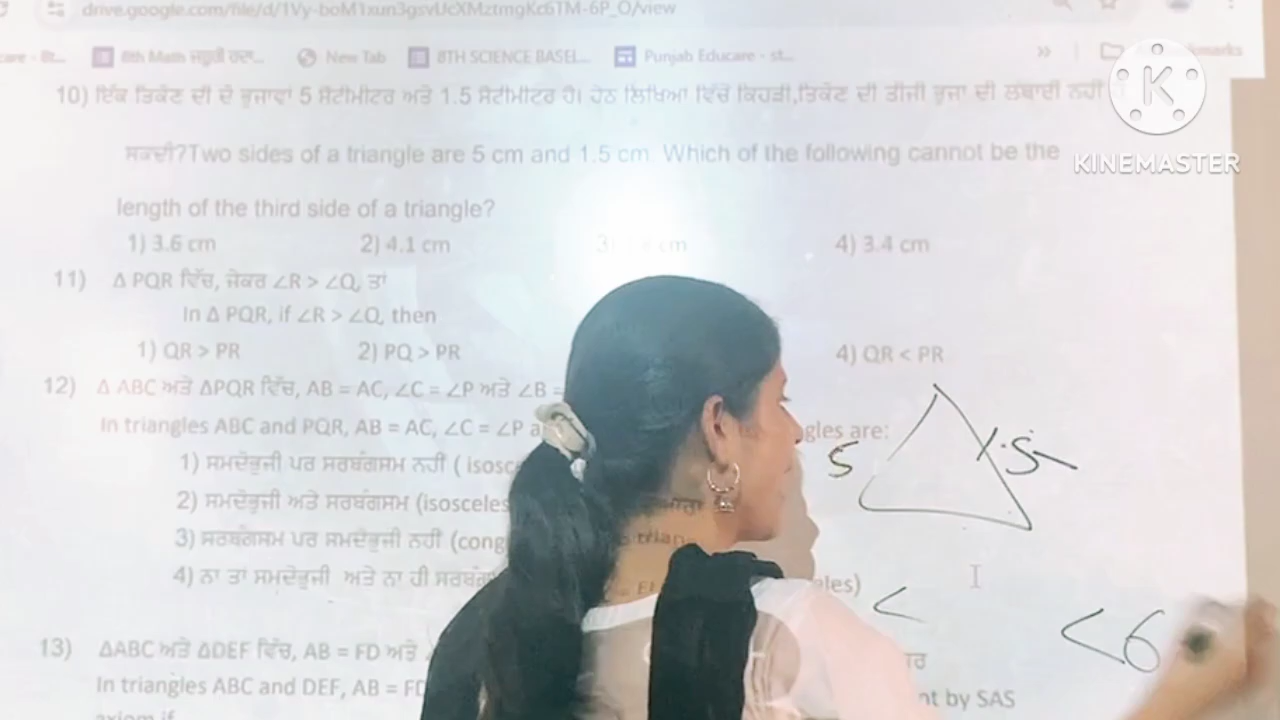 drive.google.com/file/d/1Vy-boM1xun3gsvUcXMztmgKc6TM-6P_O/view
care - Bt... 8th Math ਜਰੂਰੀ ਹਦਾ... New Tab 8TH SCIENCE BASEL... Punjab Educare - st...
K
KINEMASTER
10) ਇੱਕ ਤਿਕੋਣ ਦੀ ਦੋ ਭੁਜਾਵਾਂ 5 ਸੈਂਟੀਮੀਟਰ ਅਤੇ 1.5 ਸੈਂਟੀਮੀਟਰ ਹੈ। ਹੇਠ ਲਿਖਿਆ ਵਿੱਚੋਂ ਕਿਹੜੀ,ਤਿਕੋਣ ਦੀ ਤੀਜੀ ਭੁਜਾ ਦੀ ਲੰਬਾਈ ਨਹੀਂ
ਸਕਦੀ?Two sides of a triangle are 5 cm and 1.5 cm. Which of the following cannot be the
length of the third side of a triangle?
1) 3.6 cm 2) 4.1 cm 3) cm 4) 3.4 cm
11) Δ PQR ਵਿੱਚ, ਜੇਕਰ ∠R > ∠Q, ਤਾਂ
In Δ PQR, if ∠R > ∠Q, then
1) QR > PR 2) PQ > PR 4) QR < PR
12) Δ ABC ਅਤੇ ΔPQR ਵਿੱਚ, AB = AC, ∠C = ∠P ਅਤੇ ∠B =
In triangles ABC and PQR, AB = AC, ∠C = ∠P a gles are:
1) ਸਮਦੋਭੁਜੀ ਪਰ ਸਰਬੰਗਸਮ ਨਹੀਂ ( isosc
2) ਸਮਦੋਭੁਜੀ ਅਤੇ ਸਰਬੰਗਸਮ (isosceles
3) ਸਰਬੰਗਸਮ ਪਰ ਸਮਦੋਭੁਜੀ ਨਹੀਂ (cong
4) ਨਾ ਤਾਂ ਸਮਦੋਭੁਜੀ ਅਤੇ ਨਾ ਹੀ ਸਰਬੰਗ les)
5 1.5
< <6
13) ΔABC ਅਤੇ ΔDEF ਵਿੱਚ, AB = FD ਅਤੇ
In triangles ABC and DEF, AB = FD nt by SAS
axiom if